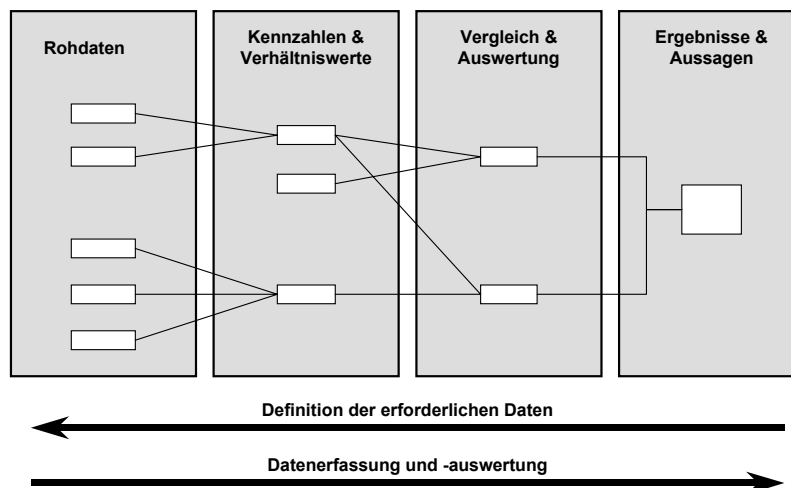 Rohdaten
Kennzahlen &
Verhältniswerte
Vergleich &
Auswertung
Ergebnisse &
Aussagen
Definition der erforderlichen Daten
Datenerfassung und -auswertung